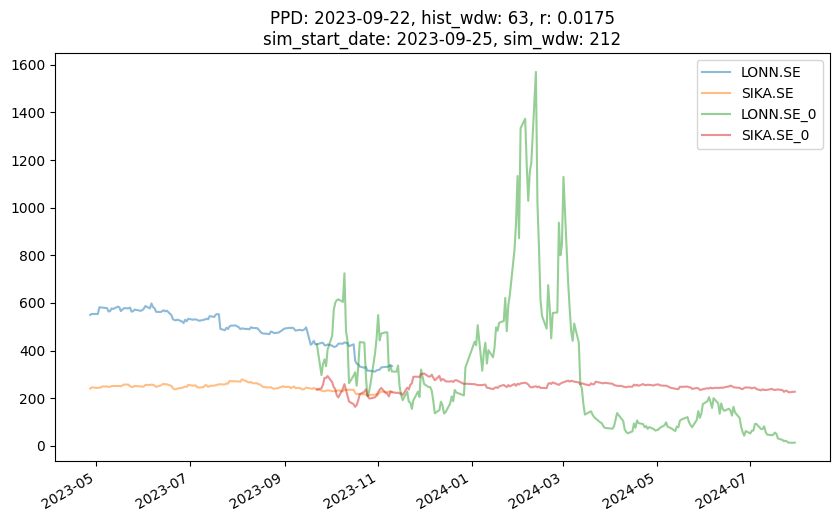 PPD: 2023-09-22, hist_wdw: 63, r: 0.0175
sim_start_date: 2023-09-25, sim_wdw: 212
1600
1400
1200
1000
800
600
400
200
0
LONN.SE
SIKA.SE
LONN.SE_0
SIKA.SE_0
2023-05
2023-07
2023-09
2023-11
2024-01
2024-03
2024-05
2024-07